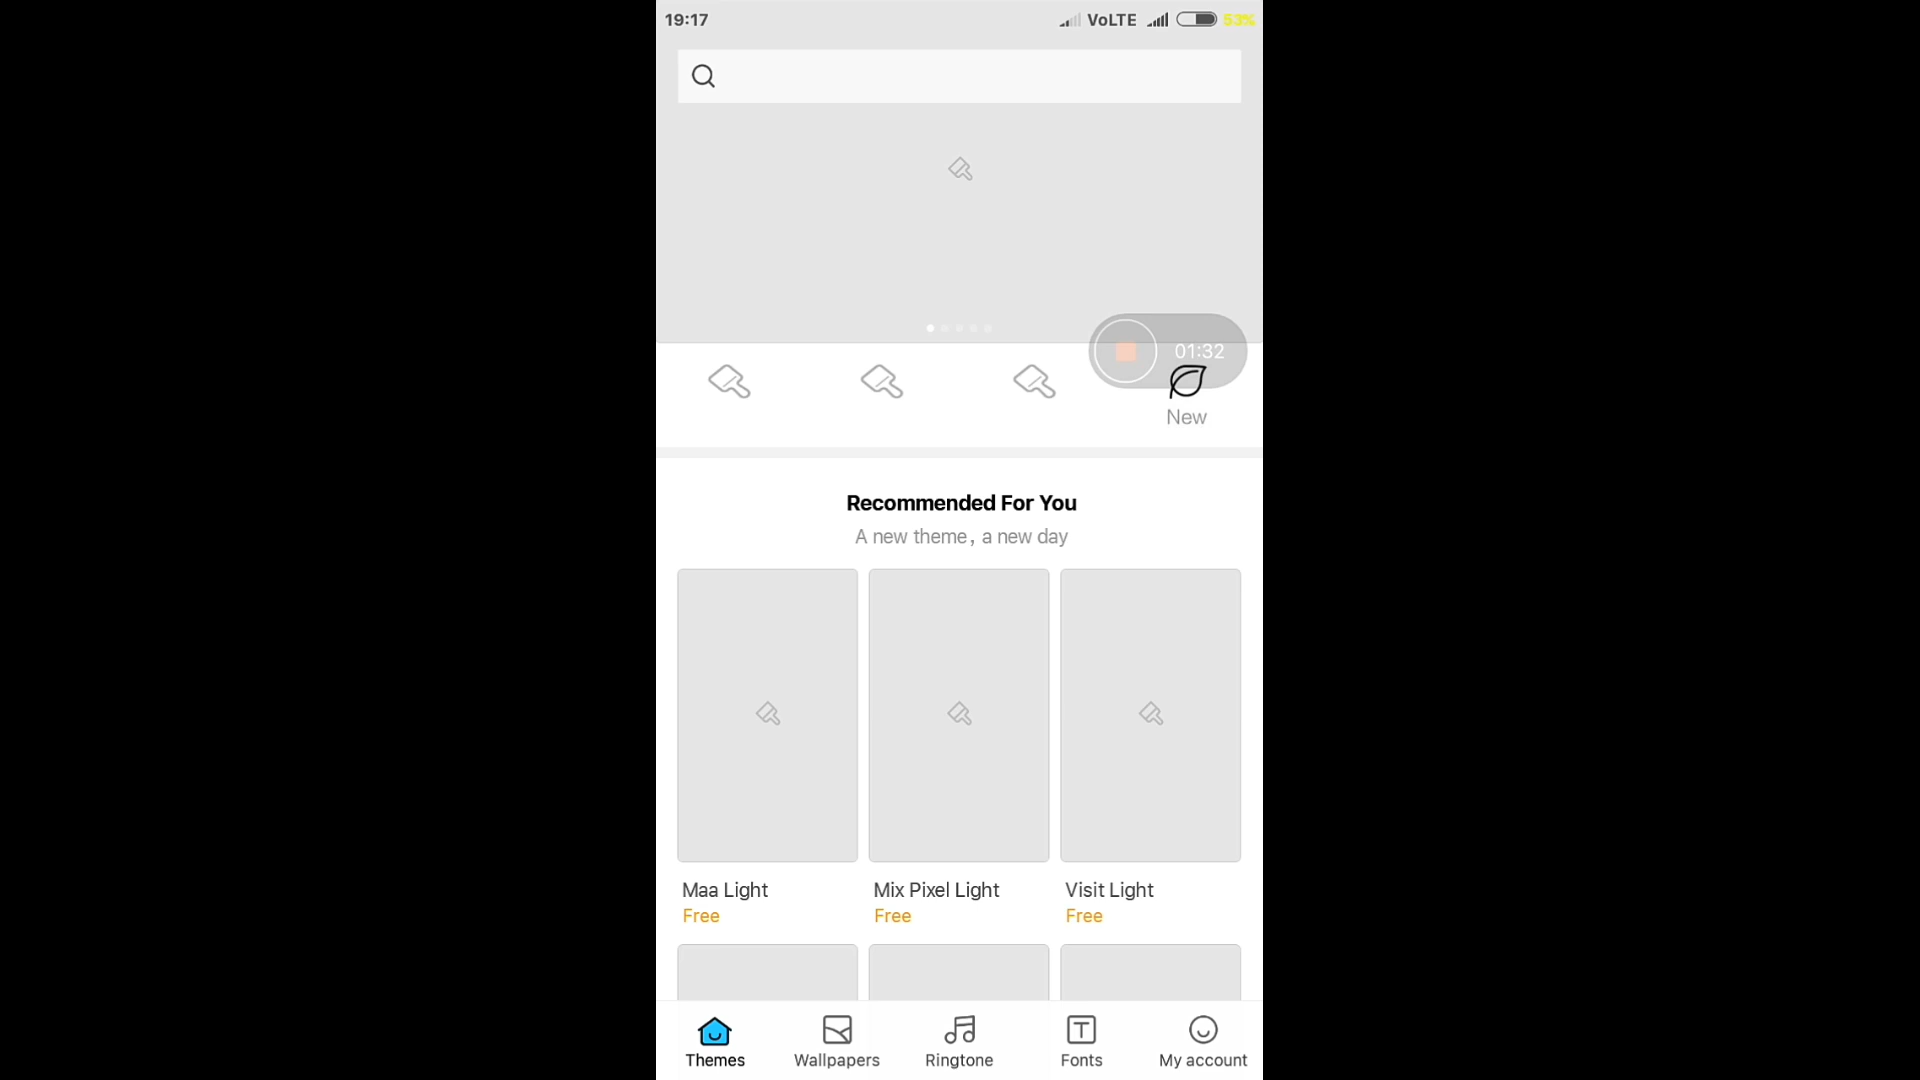 19:17 VoLTE 53%
01:32
New
Recommended For You
A new theme, a new day
Maa Light Mix Pixel Light Visit Light
Free Free Free
Themes Wallpapers Ringtone Fonts My account